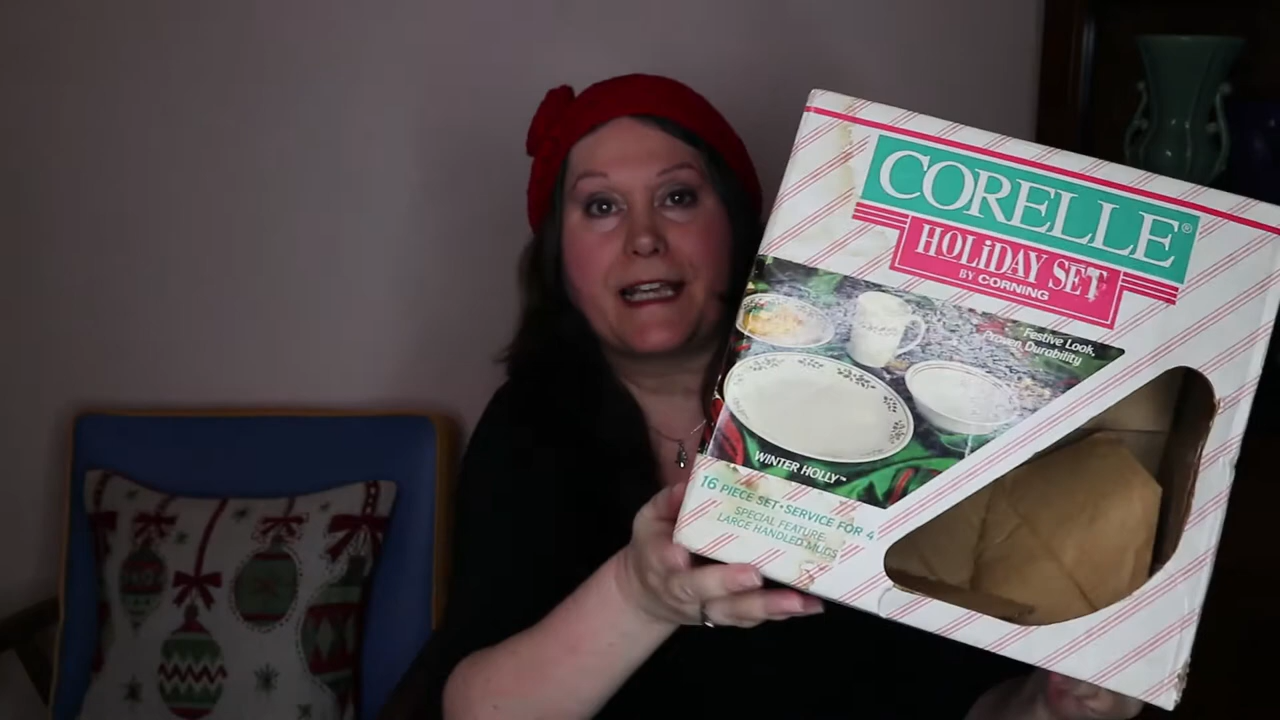 CORELLE®
HOLiDAY SET
BY CORNING
Festive Look,
Proven Durability
WINTER HOLLY™
16 PIECE SET • SERVICE FOR 4
SPECIAL FEATURE:
LARGE HANDLED MUGS